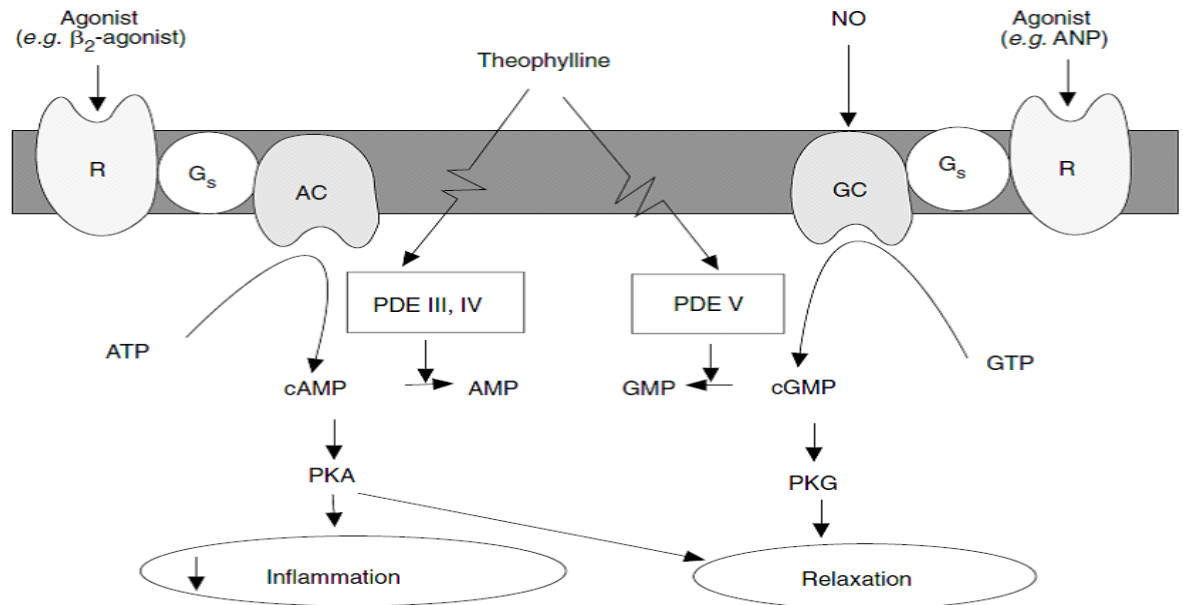 Agonist
(e.g. β₂-agonist)
Theophylline
NO
Agonist
(e.g. ANP)
R
Gₛ
AC
GC
Gₛ
R
PDE III, IV
PDE V
ATP
cAMP
AMP
GMP
cGMP
GTP
PKA
PKG
Inflammation
Relaxation